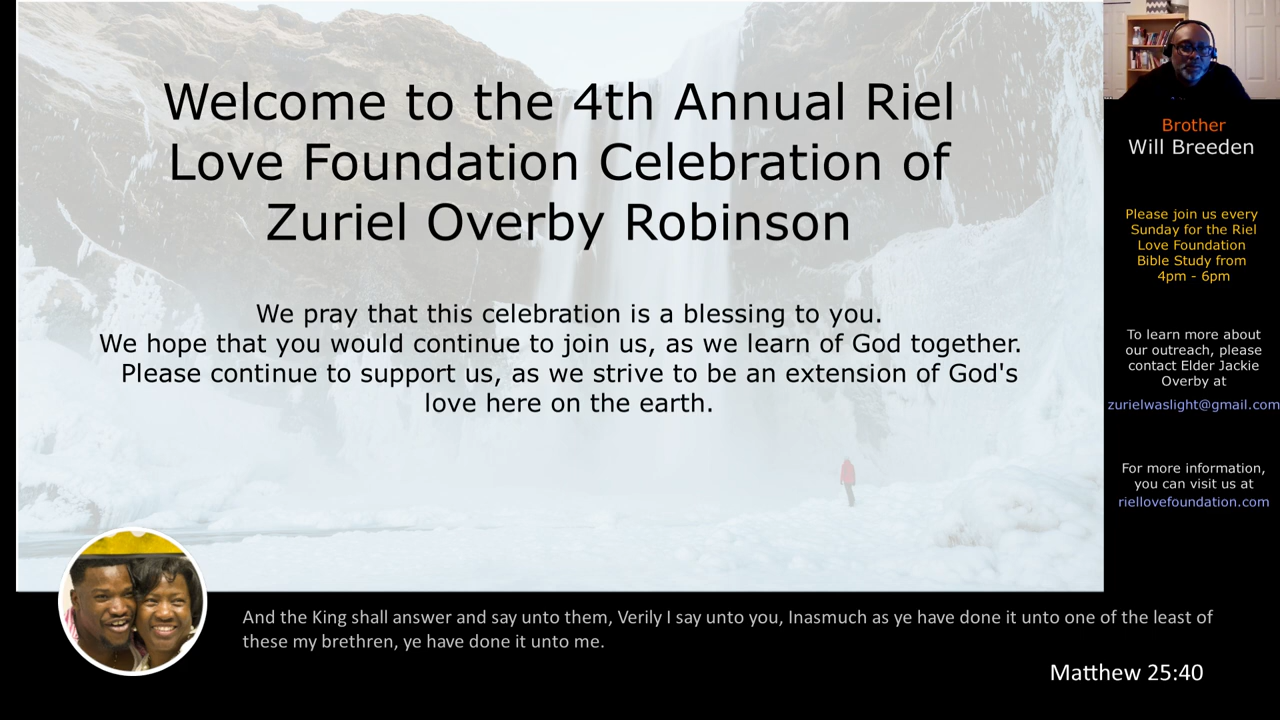 Welcome to the 4th Annual Riel
Love Foundation Celebration of
Zuriel Overby Robinson
We pray that this celebration is a blessing to you.
We hope that you would continue to join us, as we learn of God together.
Please continue to support us, as we strive to be an extension of God's
love here on the earth.
Brother
Will Breeden
Please join us every
Sunday for the Riel
Love Foundation
Bible Study from
4pm - 6pm
To learn more about
our outreach, please
contact Elder Jackie
Overby at
zurielwaslight@gmail.com
For more information,
you can visit us at
riellovefoundation.com
And the King shall answer and say unto them, Verily I say unto you, Inasmuch as ye have done it unto one of the least of
these my brethren, ye have done it unto me.
Matthew 25:40